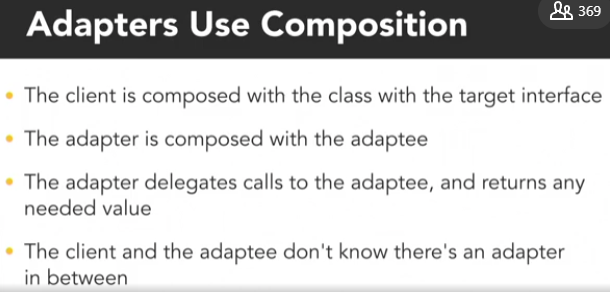 Adapters Use Composition
369
• The client is composed with the class with the target interface
• The adapter is composed with the adaptee
• The adapter delegates calls to the adaptee, and returns any
needed value
• The client and the adaptee don't know there's an adapter
in between